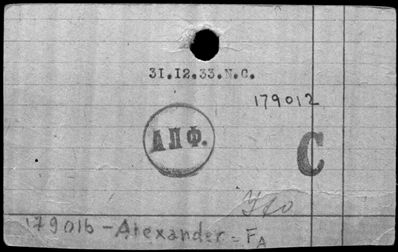 31.12.33.N.C.
179012
АПФ.
C
179016 - Alexander = FA